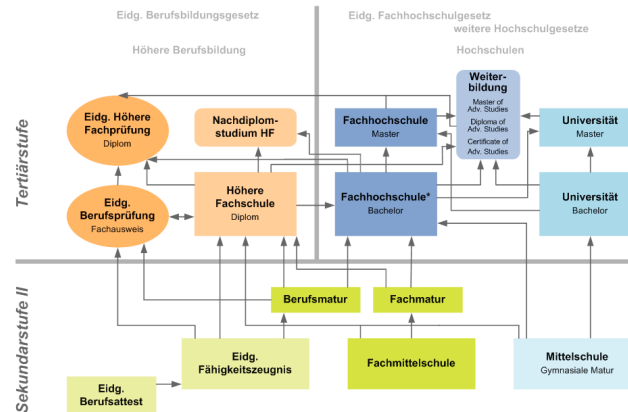 Eidg. Berufsbildungsgesetz
Eidg. Fachhochschulgesetz
weitere Hochschulgesetze
Höhere Berufsbildung
Hochschulen
Tertiärstufe
Eidg. Höhere
Fachprüfung
Diplom
Nachdiplom-
studium HF
Fachhochschule
Master
Weiter-
bildung
Master of
Adv. Studies
Diploma of
Adv. Studies
Certificate of
Adv. Studies
Universität
Master
Eidg.
Berufsprüfung
Fachausweis
Höhere
Fachschule
Diplom
Fachhochschule*
Bachelor
Universität
Bachelor
Sekundarstufe II
Berufsmatur
Fachmatur
Eidg.
Fähigkeitszeugnis
Fachmittelschule
Mittelschule
Gymnasiale Matur
Eidg.
Berufsattest